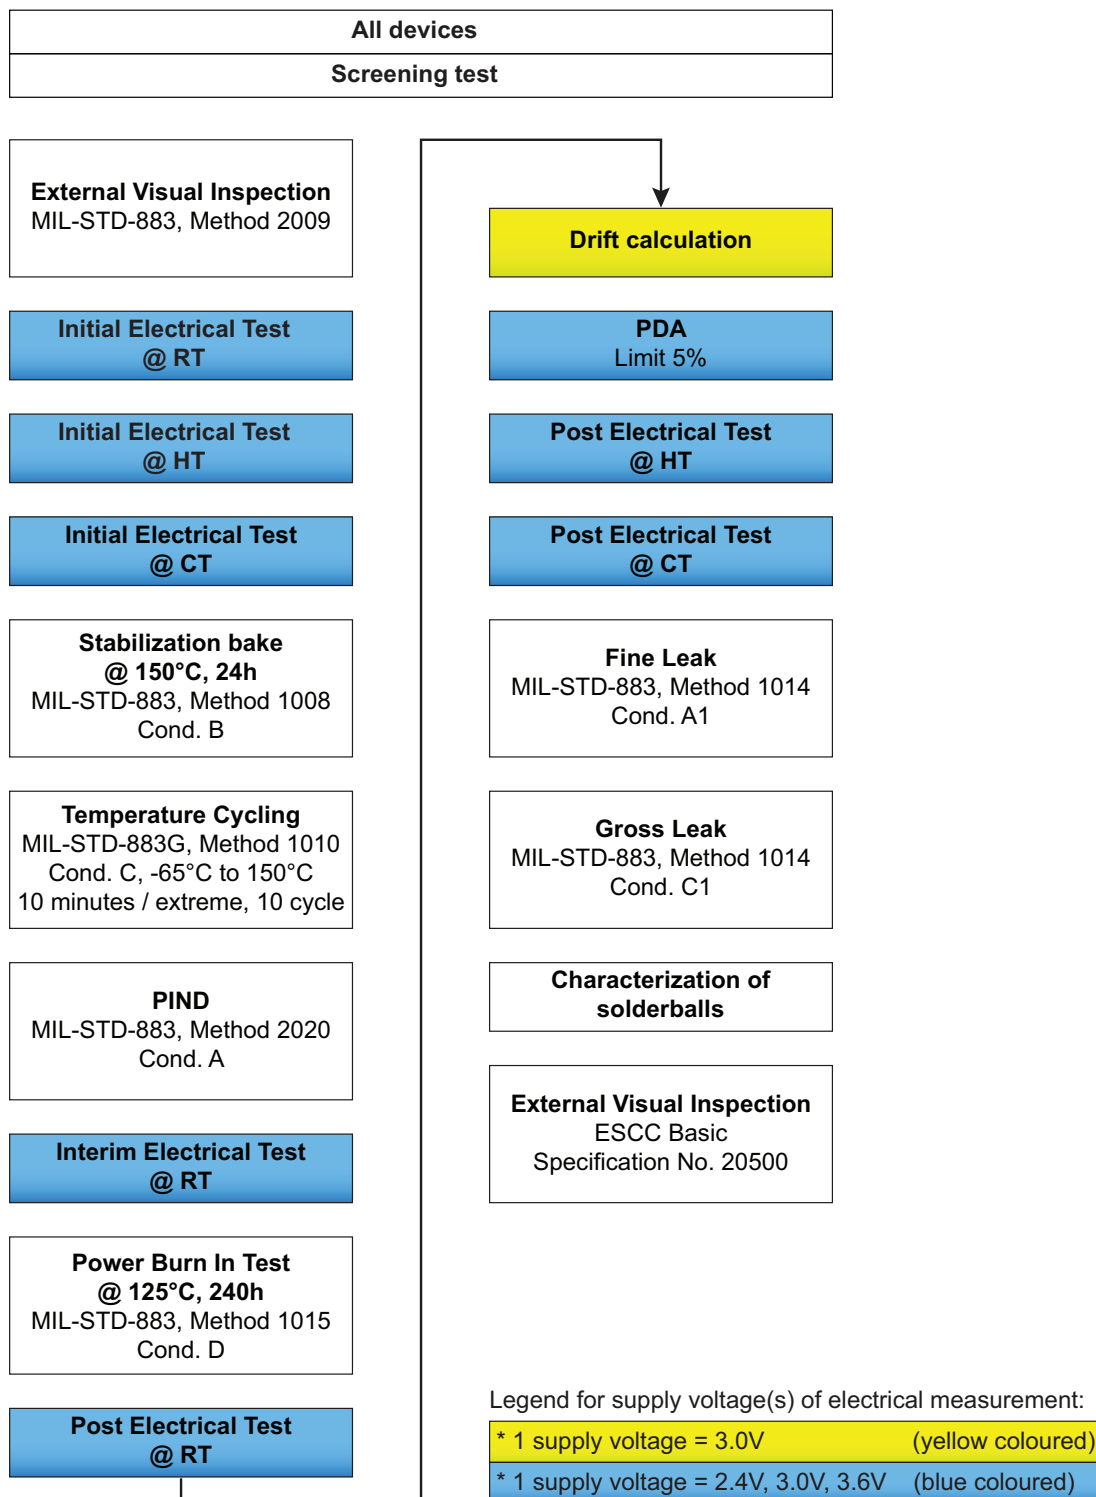 All devices
Screening test
External Visual Inspection
MIL-STD-883, Method 2009
Initial Electrical Test
@ RT
Initial Electrical Test
@ HT
Initial Electrical Test
@ CT
Stabilization bake
@ 150°C, 24h
MIL-STD-883, Method 1008
Cond. B
Temperature Cycling
MIL-STD-883G, Method 1010
Cond. C, -65°C to 150°C
10 minutes / extreme, 10 cycle
PIND
MIL-STD-883, Method 2020
Cond. A
Interim Electrical Test
@ RT
Power Burn In Test
@ 125°C, 240h
MIL-STD-883, Method 1015
Cond. D
Post Electrical Test
@ RT
Drift calculation
PDA
Limit 5%
Post Electrical Test
@ HT
Post Electrical Test
@ CT
Fine Leak
MIL-STD-883, Method 1014
Cond. A1
Gross Leak
MIL-STD-883, Method 1014
Cond. C1
Characterization of
solderballs
External Visual Inspection
ESCC Basic
Specification No. 20500
Legend for supply voltage(s) of electrical measurement:
* 1 supply voltage = 3.0V (yellow coloured)
* 1 supply voltage = 2.4V, 3.0V, 3.6V (blue coloured)